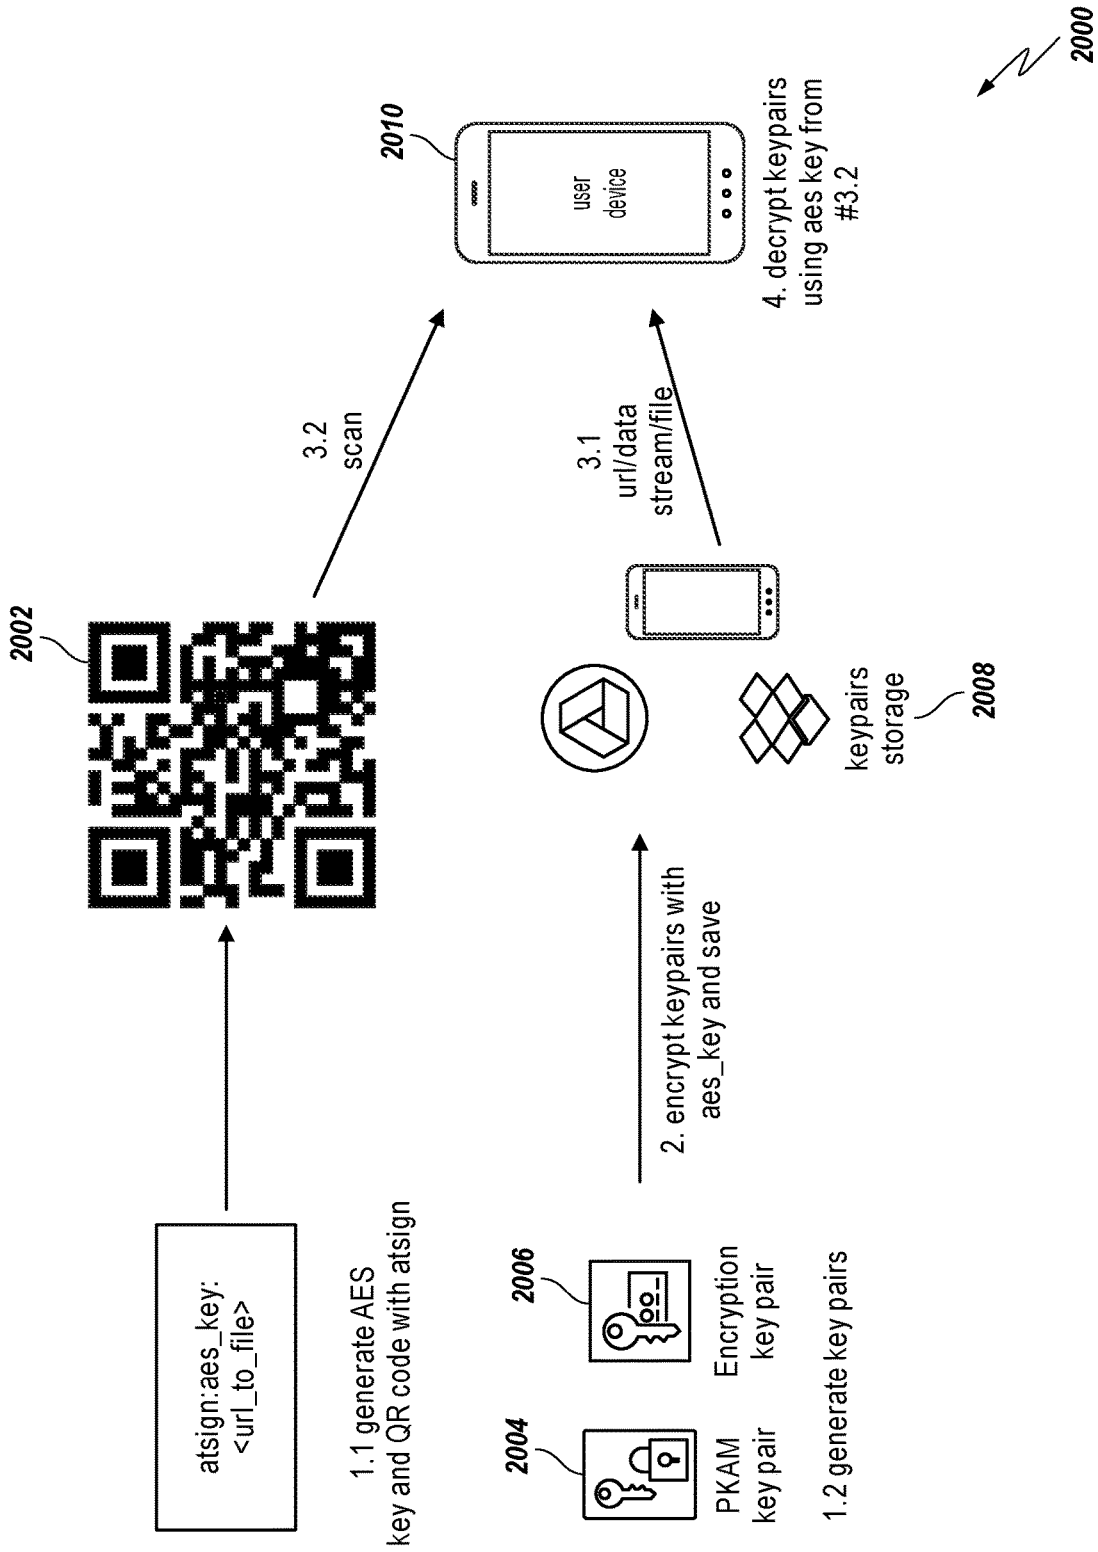 atsign:aes_key:
<url_to_file>
1.1 generate AES
key and QR code with atsign
2002
3.2
scan
2010
user
device
4. decrypt keypairs
using aes key from
#3.2
2004
PKAM
key pair
2006
Encryption
key pair
1.2 generate key pairs
2. encrypt keypairs with
aes_key and save
keypairs
storage
2008
3.1
url/data
stream/file
2000